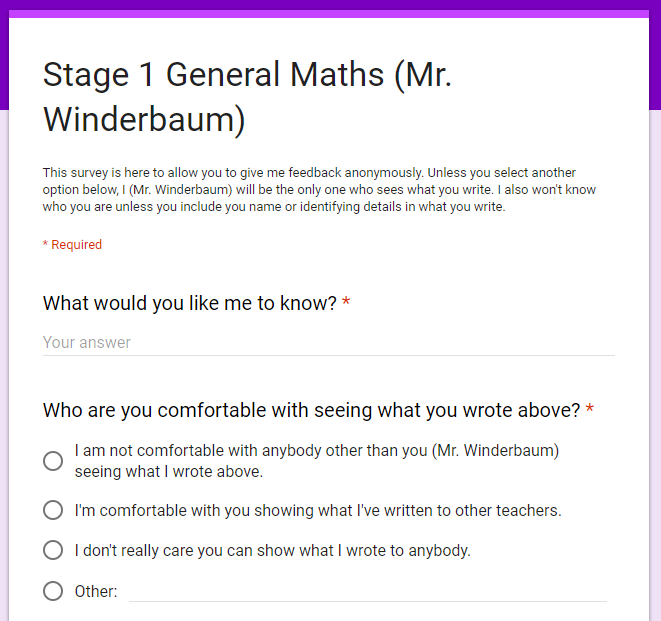 Stage 1 General Maths (Mr.
Winderbaum)
This survey is here to allow you to give me feedback anonymously. Unless you select another
option below, I (Mr. Winderbaum) will be the only one who sees what you write. I also won't know
who you are unless you include you name or identifying details in what you write.
* Required
What would you like me to know? *
Your answer
Who are you comfortable with seeing what you wrote above? *
I am not comfortable with anybody other than you (Mr. Winderbaum)
seeing what I wrote above.
I'm comfortable with you showing what I've written to other teachers.
I don't really care you can show what I wrote to anybody.
Other: